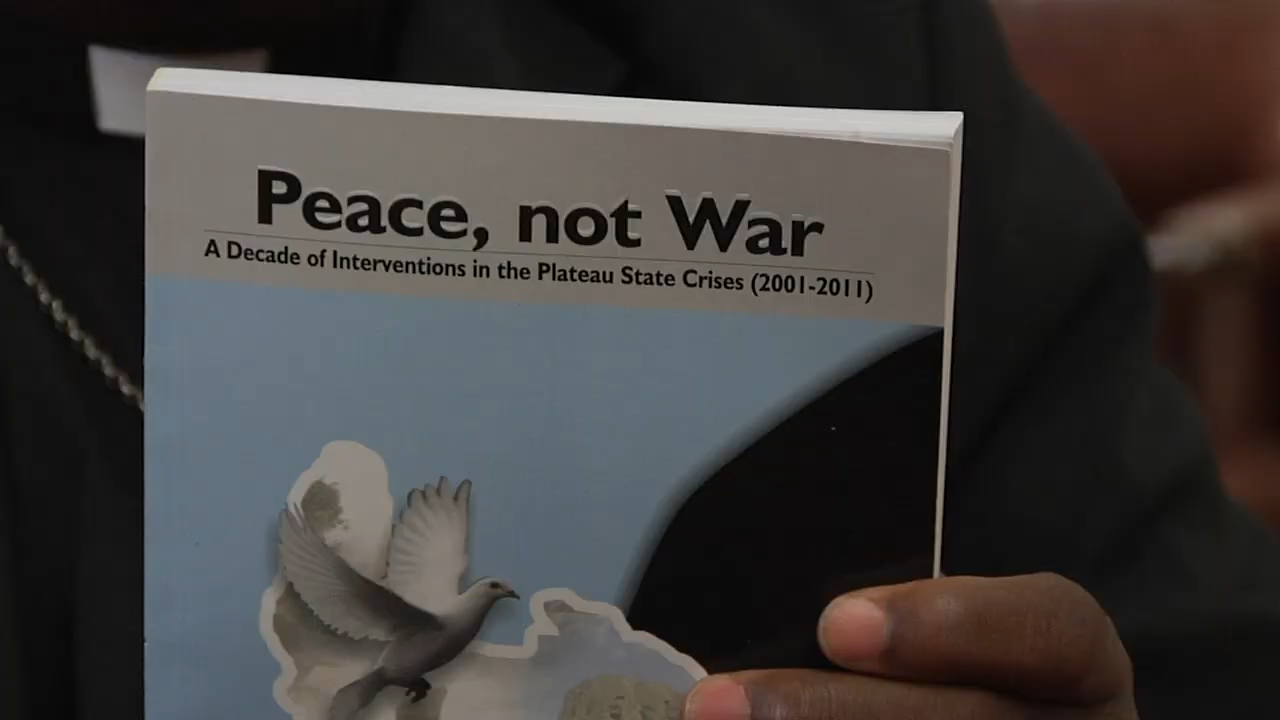 Peace, not War
A Decade of Interventions in the Plateau State Crises (2001-2011)